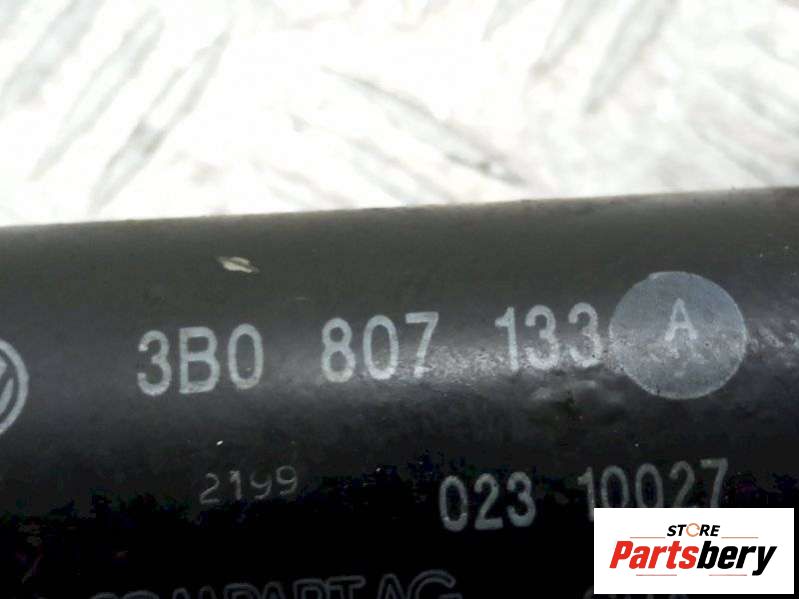 3B0 807 133 A
2199
023 10027
STORE
Partsbery